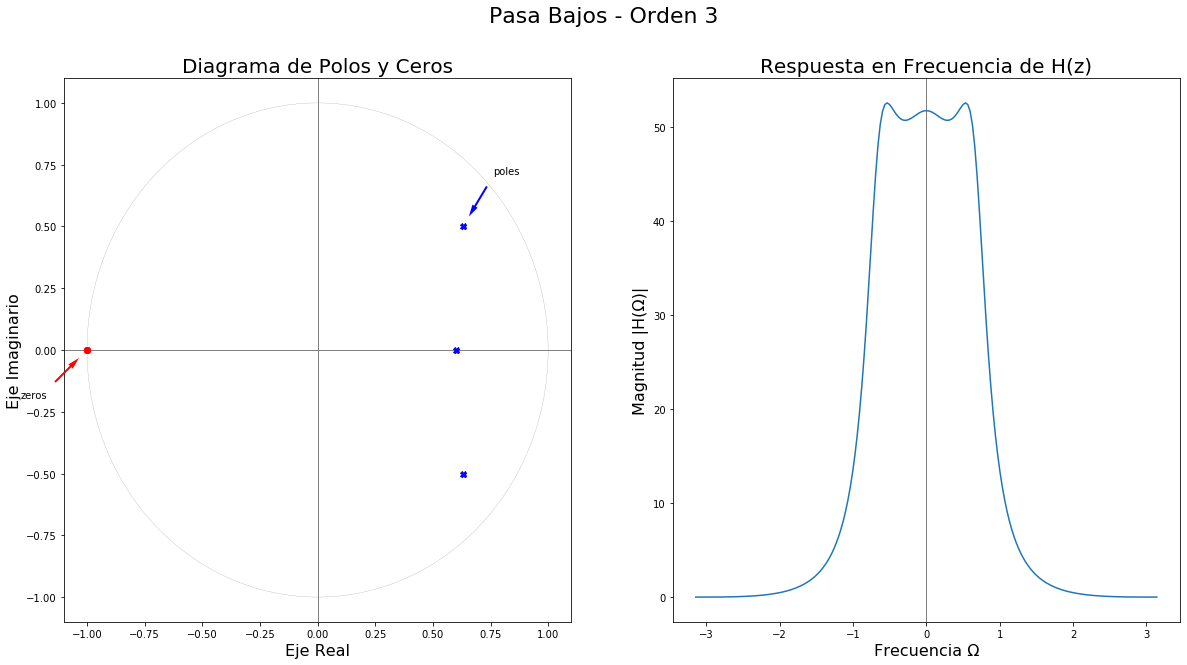 Pasa Bajos - Orden 3
Diagrama de Polos y Ceros
1.00
0.75
0.50
0.25
0.00
−0.25
−0.50
−0.75
−1.00
Eje Imaginario
poles
zeros
−1.00 −0.75 −0.50 −0.25 0.00 0.25 0.50 0.75 1.00
Eje Real
Respuesta en Frecuencia de H(z)
50
40
30
20
10
0
Magnitud |H(Ω)|
−3 −2 −1 0 1 2 3
Frecuencia Ω